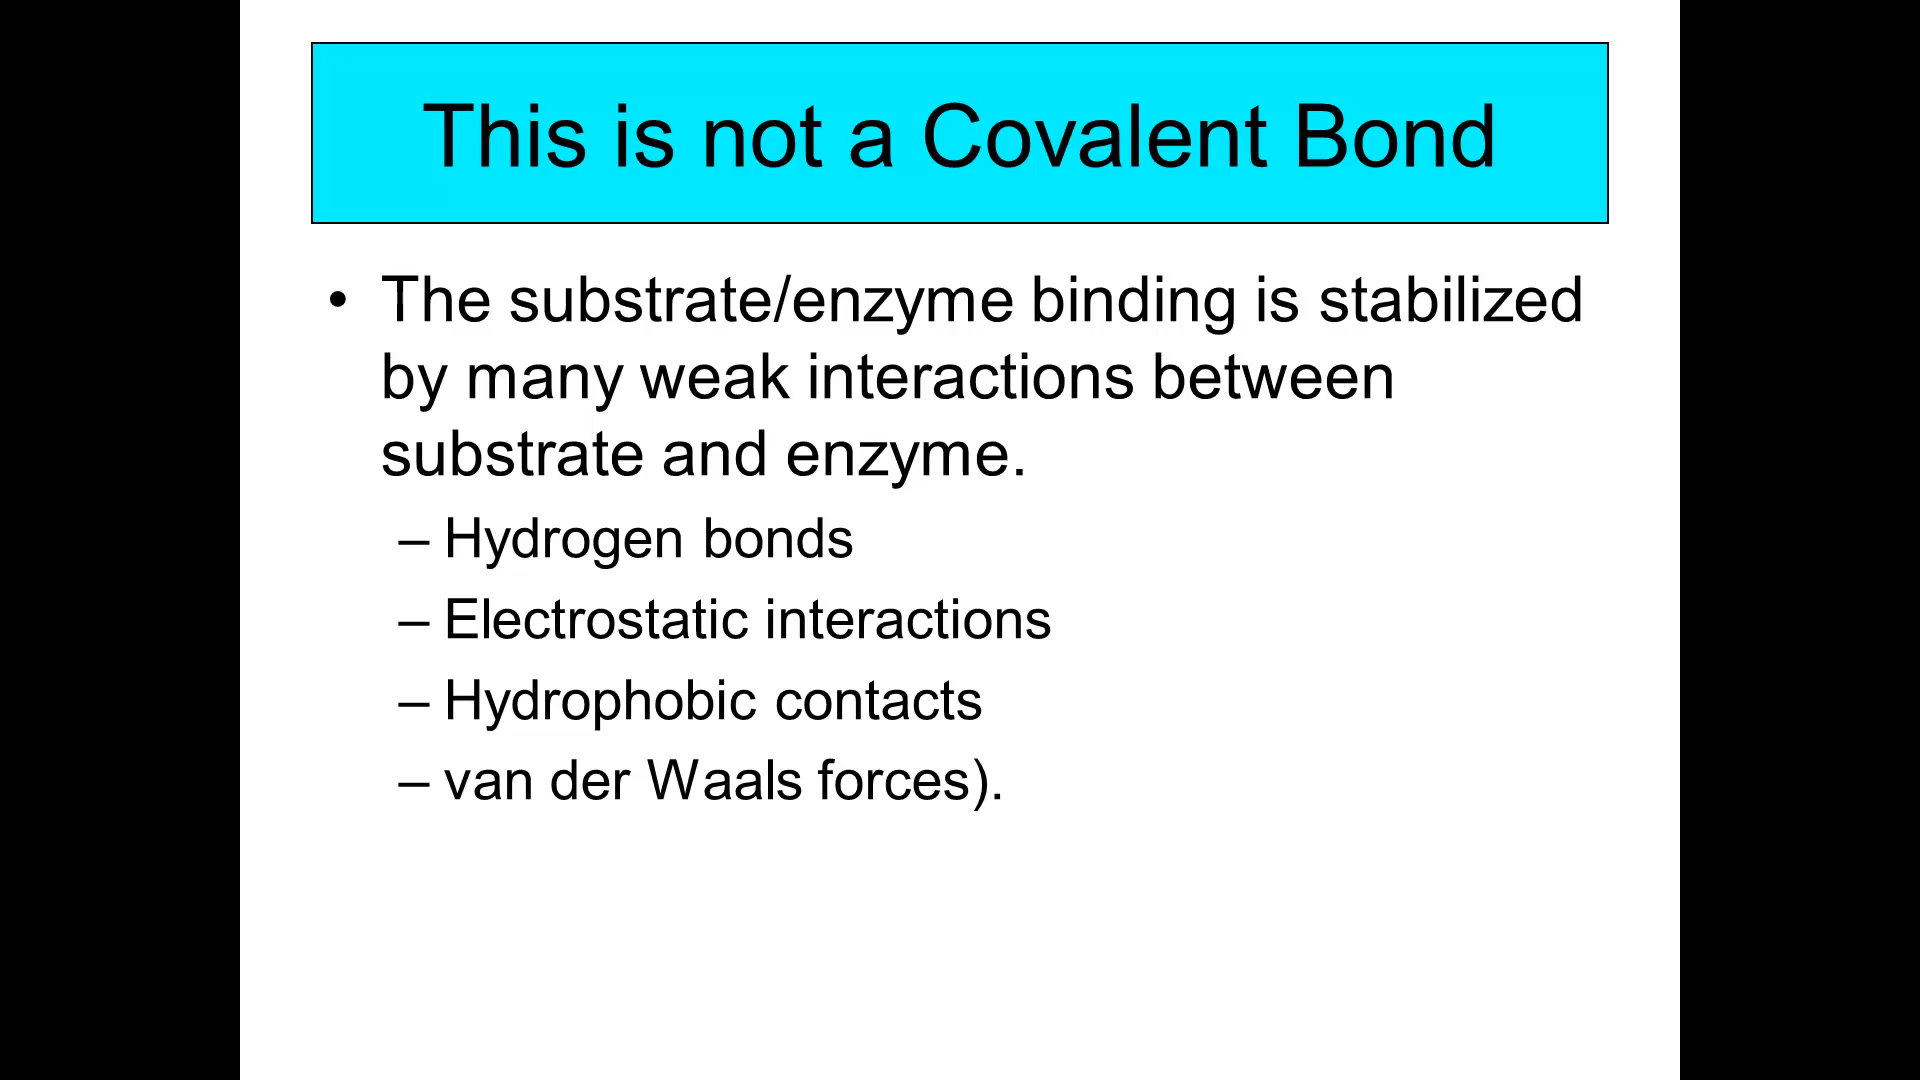 This is not a Covalent Bond
• The substrate/enzyme binding is stabilized
by many weak interactions between
substrate and enzyme.
– Hydrogen bonds
– Electrostatic interactions
– Hydrophobic contacts
– van der Waals forces).